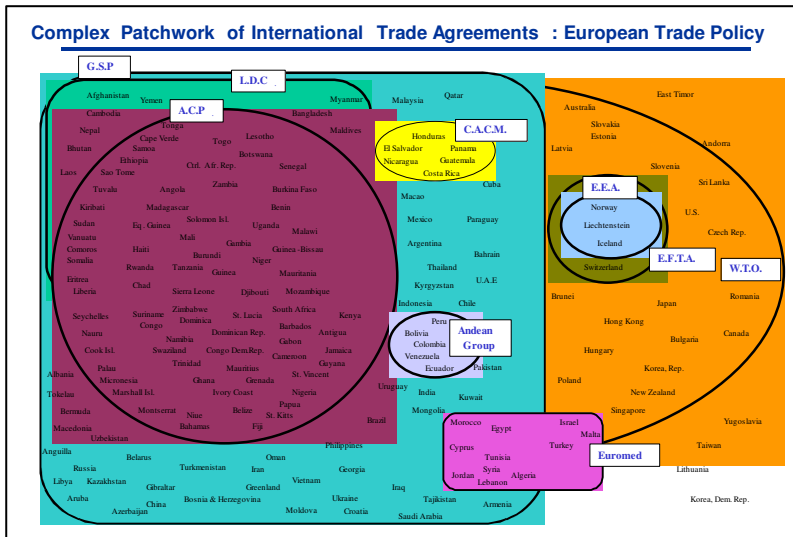 Complex Patchwork of International Trade Agreements : European Trade Policy
G.S.P
L.D.C .
A.C.P .
C.A.C.M.
E.E.A.
E.F.T.A.
W.T.O.
Andean
Group
Euromed
Afghanistan
Yemen
Myanmar
Malaysia
Qatar
East Timor
Cambodia
Bangladesh
Australia
Tonga
Maldives
Slovakia
Nepal
Cape Verde
Togo
Lesotho
Honduras
Estonia
Andorra
Bhutan
Samoa
Botswana
El Salvador
Panama
Latvia
Ethiopia
Nicaragua
Guatemala
Laos
Sao Tome
Ctrl. Afr. Rep.
Senegal
Costa Rica
Slovenia
Tuvalu
Angola
Zambia
Burkina Faso
Cuba
Sri Lanka
Kiribati
Madagascar
Benin
Macao
Norway
Sudan
Eq. Guinea
Solomon Isl.
Uganda
Mexico
Paraguay
Liechtenstein
U.S.
Vanuara
Mali
Malawi
Czech Rep.
Comoros
Haiti
Gambia
Guinea -Bissau
Argentina
Iceland
Somalia
Burundi
Niger
Bahrain
Rwanda
Tanzania
Guinea
Mauritania
Thailand
Switzerland
Eritrea
Chad
Kyrgyzstan
U.A.E
Liberia
Sierra Leone
Djibouti
Mozambique
Brunei
Romania
Seychelles
Suriname
Zimbabwe
St. Lucia
South Africa
Kenya
Indonesia
Chile
Japan
Congo
Dominica
Barbados
Peru
Hong Kong
Nauru
Namibia
Dominican Rep.
Antigua
Bolivia
Canada
Gabon
Colombia
Bulgaria
Cook Isl.
Swaziland
Congo Dem.Rep.
Jamaica
Hungary
Trinidad
Cameroon
Guyana
Venezuela
Palau
Mauritius
Ecuador
Pakistan
Korea, Rep.
Albania
Micronesia
Ghana
Grenada
St. Vincent
Poland
Tokelau
Marshall Isl.
Ivory Coast
Nigeria
Uruguay
India
Kuwait
New Zealand
Bermuda
Montserrat
Niue
Belize
Papua
Mongolia
Singapore
St. Kitts
Macedonia
Bahamas
Fiji
Brazil
Morocco
Egypt
Israel
Yugoslavia
Uzbekistan
Malta
Anguilla
Philippines
Cyprus
Turkey
Taiwan
Belarus
Oman
Tunisia
Russia
Turkmenistan
Iran
Georgia
Syria
Lithuania
Libya
Kazakhstan
Gibraltar
Greenland
Vietnam
Iraq
Jordan
Lebanon
Algeria
Aruba
China
Bosnia & Herzegovina
Ukraine
Tajikistan
Armenia
Korea, Dem. Rep.
Azerbaijan
Moldova
Croatia
Saudi Arabia